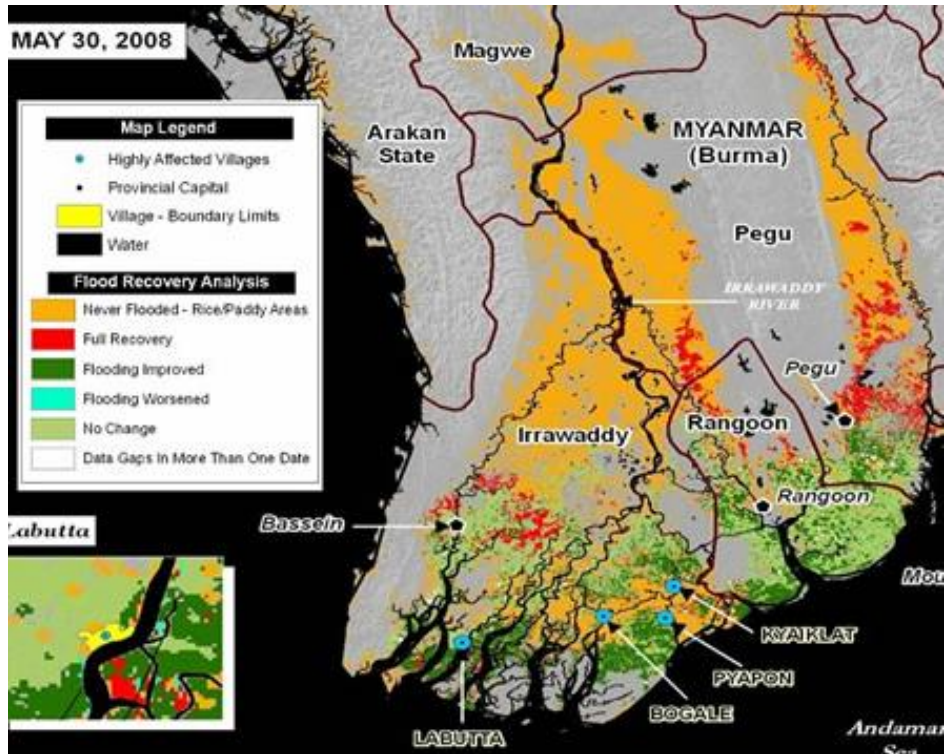 MAY 30, 2008
Magwe
Arakan
State
MYANMAR
(Burma)
Pegu
IRRAWADDY
RIVER
Map Legend
Highly Affected Villages
Provincial Capital
Village - Boundary Limits
Water
Flood Recovery Analysis
Never Flooded - Rice/Paddy Areas
Full Recovery
Flooding Improved
Flooding Worsened
No Change
Data Gaps In More Than One Date
Pegu
Irrawaddy
Rangoon
Rangoon
Bassein
Labutta
Mou
KYAIKLAT
PYAPON
BOGALE
LABUTTA
Andaman
Sea